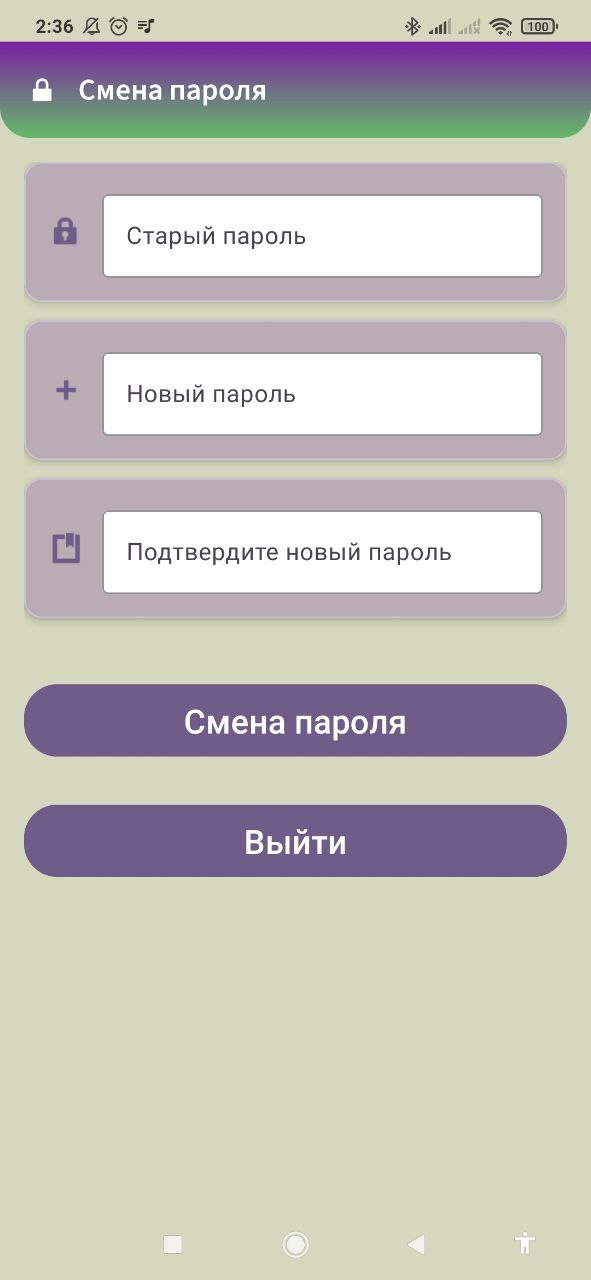 2:36
100
Смена пароля
Старый пароль
Новый пароль
Подтвердите новый пароль
Смена пароля
Выйти